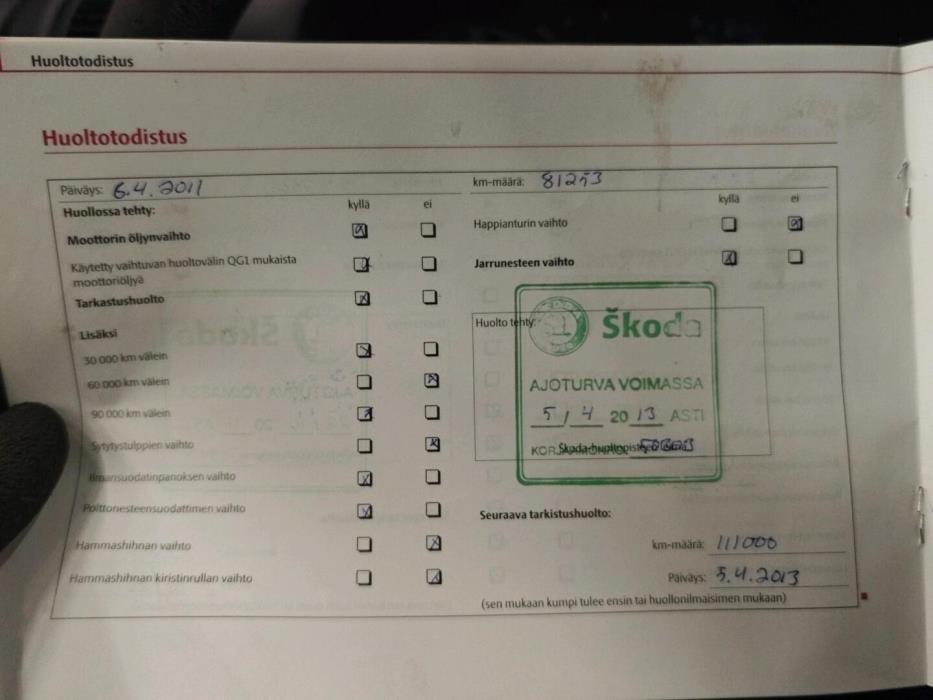 Huoltotodistus
Huoltotodistus
Päiväys: 6.4.2011
km-määrä: 81253
Huollossa tehty:
kyllä ei
Moottorin öljynvaihto
Käytetty vaihtuvan huoltovälin QG1 mukaista
moottoriöljyä
Tarkastushuolto
Lisäksi
30 000 km välein
60 000 km välein
90 000 km välein
Sytytystulppien vaihto
Ilmansuodatinpanoksen vaihto
Polttonesteensuodattimen vaihto
Hammashihnan vaihto
Hammashihnan kiristinrullan vaihto
kyllä ei
Happianturin vaihto
Jarrunesteen vaihto
Huolto tehty:
Škoda
AJOTURVA VOIMASSA
5 / 4 20 13 ASTI
Seuraava tarkistushuolto:
km-määrä: 111000
Päiväys: 5.4.2013
(sen mukaan kumpi tulee ensin tai huollonilmaisimen mukaan)